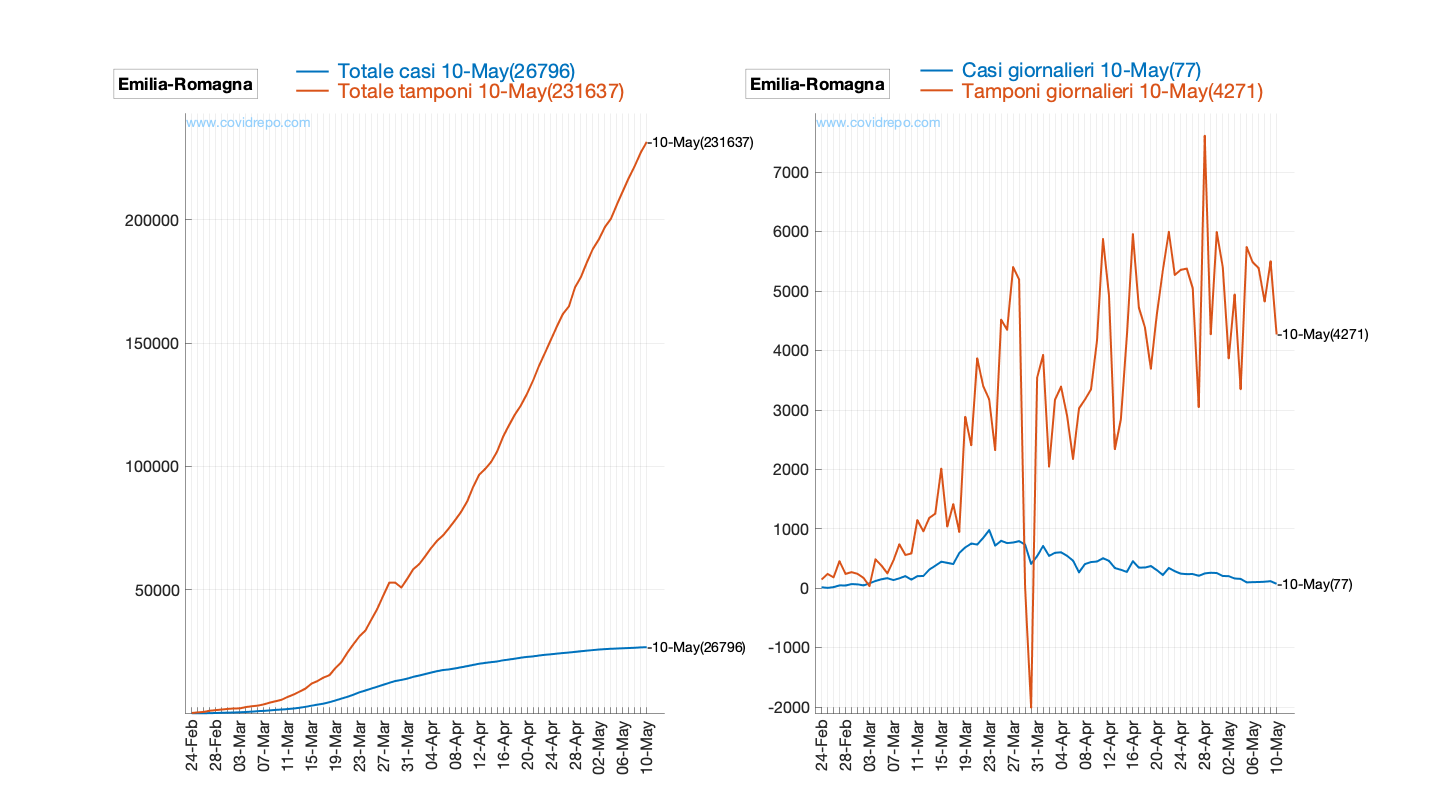 Emilia-Romagna
Totale casi 10-May(26796)
Totale tamponi 10-May(231637)
www.covidrepo.com
10-May(231637)
200000
150000
100000
50000
10-May(26796)
24-Feb
28-Feb
03-Mar
07-Mar
11-Mar
15-Mar
19-Mar
23-Mar
27-Mar
31-Mar
04-Apr
08-Apr
12-Apr
16-Apr
20-Apr
24-Apr
28-Apr
02-May
06-May
10-May
Emilia-Romagna
Casi giornalieri 10-May(77)
Tamponi giornalieri 10-May(4271)
www.covidrepo.com
7000
6000
5000
4000
3000
2000
1000
0
-1000
-2000
10-May(4271)
10-May(77)
24-Feb
28-Feb
03-Mar
07-Mar
11-Mar
15-Mar
19-Mar
23-Mar
27-Mar
31-Mar
04-Apr
08-Apr
12-Apr
16-Apr
20-Apr
24-Apr
28-Apr
02-May
06-May
10-May